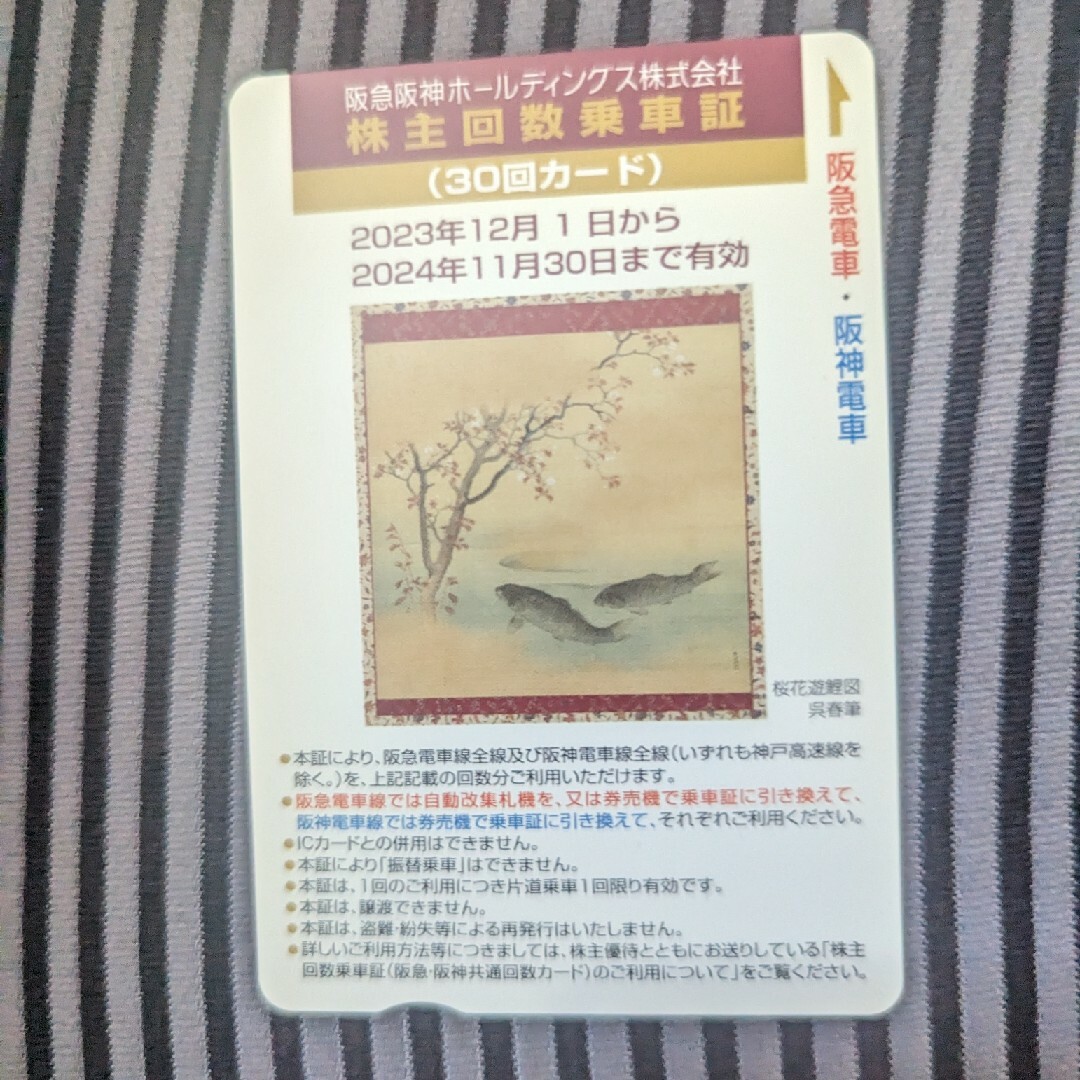 阪急阪神ホールディングス株式会社
株主回数乗車証
(30回カード)
2023年12月 1 日から
2024年11月30日まで有効
阪急電車・阪神電車
桜花遊鯉図
呉春筆
●本証により、阪急電車線全線及び阪神電車線全線(いずれも神戸高速線を
除く。)を、上記記載の回数分ご利用いただけます。
●阪急電車線では自動改集札機を、又は券売機で乗車証に引き換えて、
阪神電車線では券売機で乗車証に引き換えて、それぞれご利用ください。
●ICカードとの併用はできません。
●本証により「振替乗車」はできません。
●本証は、1回のご利用につき片道乗車1回限り有効です。
●本証は、譲渡できません。
●本証は、盗難・紛失等による再発行はいたしません。
●詳しいご利用方法等につきましては、株主優待とともにお送りしている「株主
回数乗車証(阪急・阪神共通回数カード)のご利用について」をご覧ください。